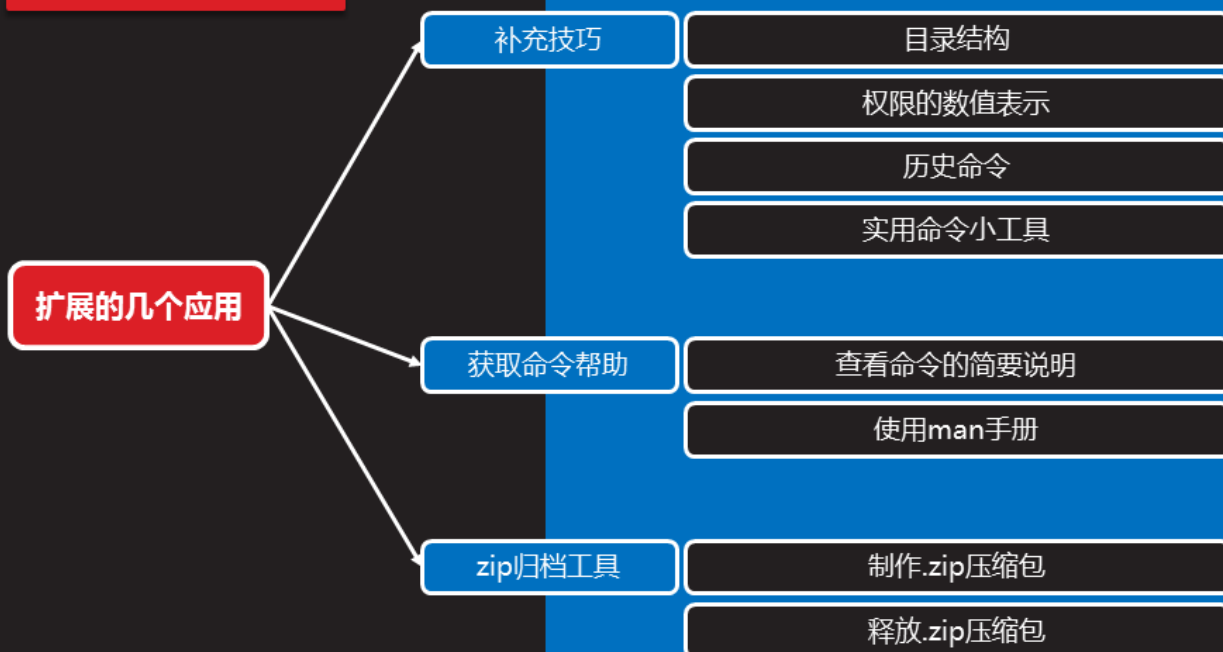 扩展的几个应用
补充技巧
目录结构
权限的数值表示
历史命令
实用命令小工具
获取命令帮助
查看命令的简要说明
使用man手册
zip归档工具
制作.zip压缩包
释放.zip压缩包